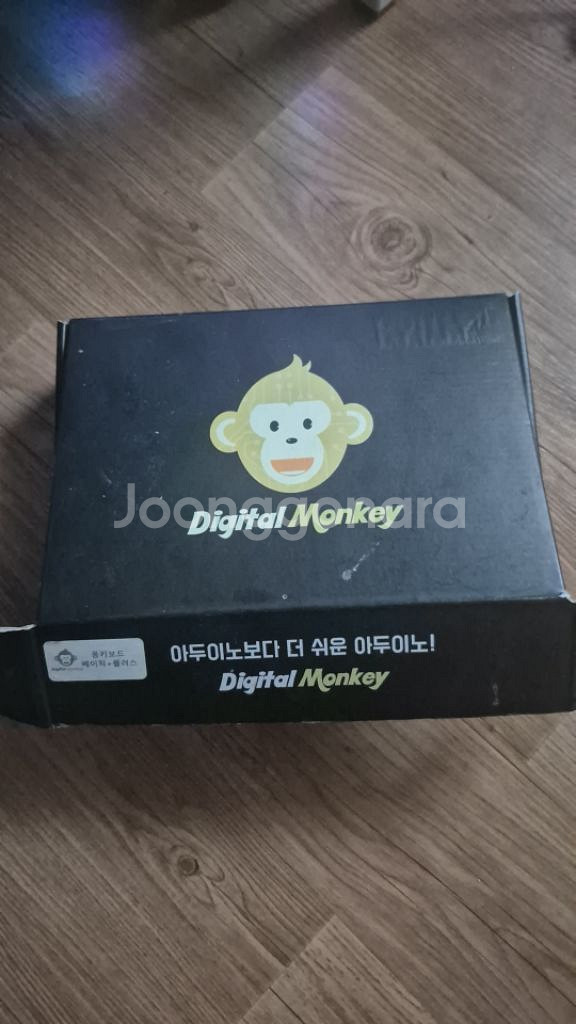 Joonggonara
Digital Monkey
몽키보드
베이직+플러스
아두이노보다 더 쉬운 아두이노!
Digital Monkey